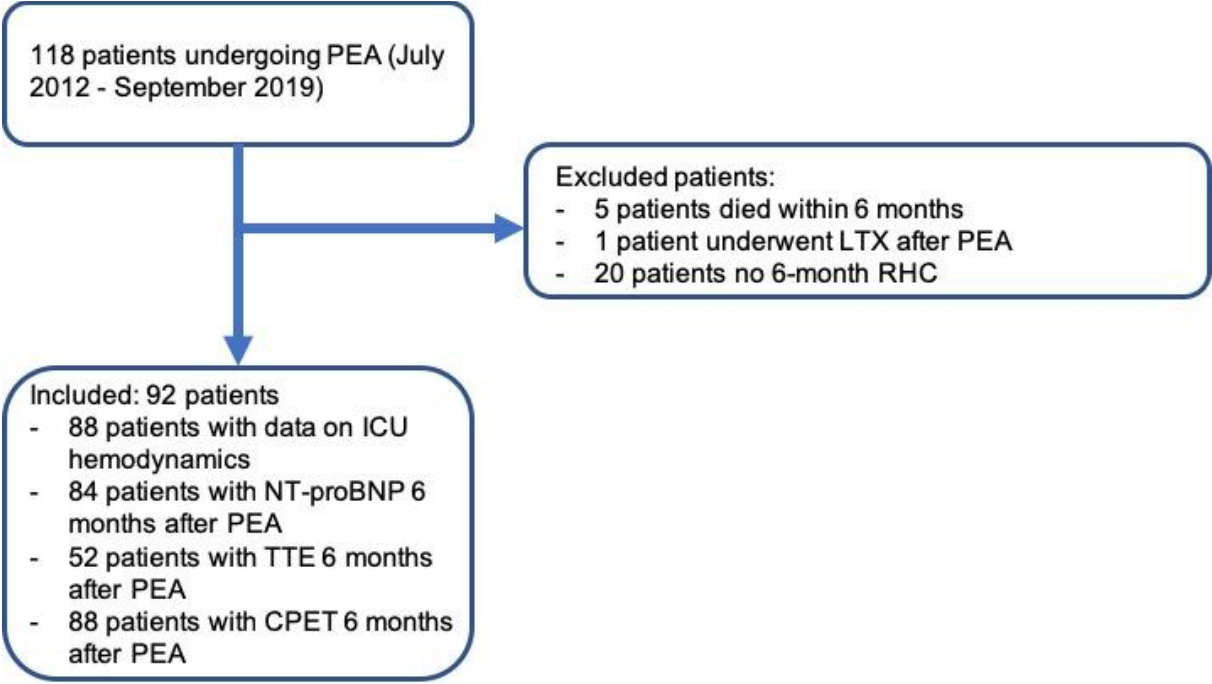 118 patients undergoing PEA (July
2012 - September 2019)
Excluded patients:
- 5 patients died within 6 months
- 1 patient underwent LTX after PEA
- 20 patients no 6-month RHC
Included: 92 patients
- 88 patients with data on ICU
hemodynamics
- 84 patients with NT-proBNP 6
months after PEA
- 52 patients with TTE 6 months
after PEA
- 88 patients with CPET 6 months
after PEA